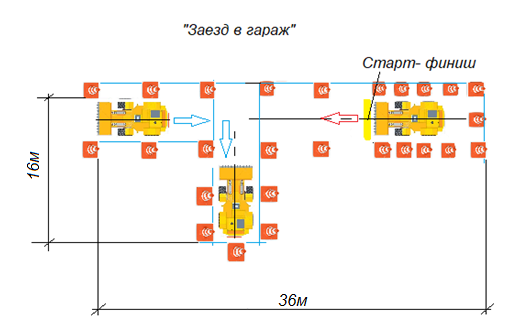 "Заезд в гараж"
Старт- финиш
16м
36м